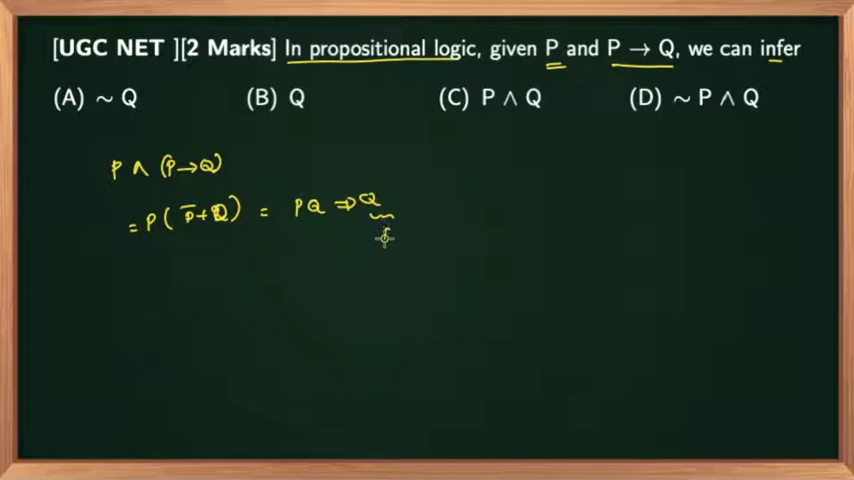 [UGC NET ][2 Marks] In propositional logic, given P and P → Q, we can infer
(A) ∼ Q (B) Q (C) P ∧ Q (D) ∼ P ∧ Q
P ∧ (P→Q)
= P( P̅+Q) = PQ ⇒ Q